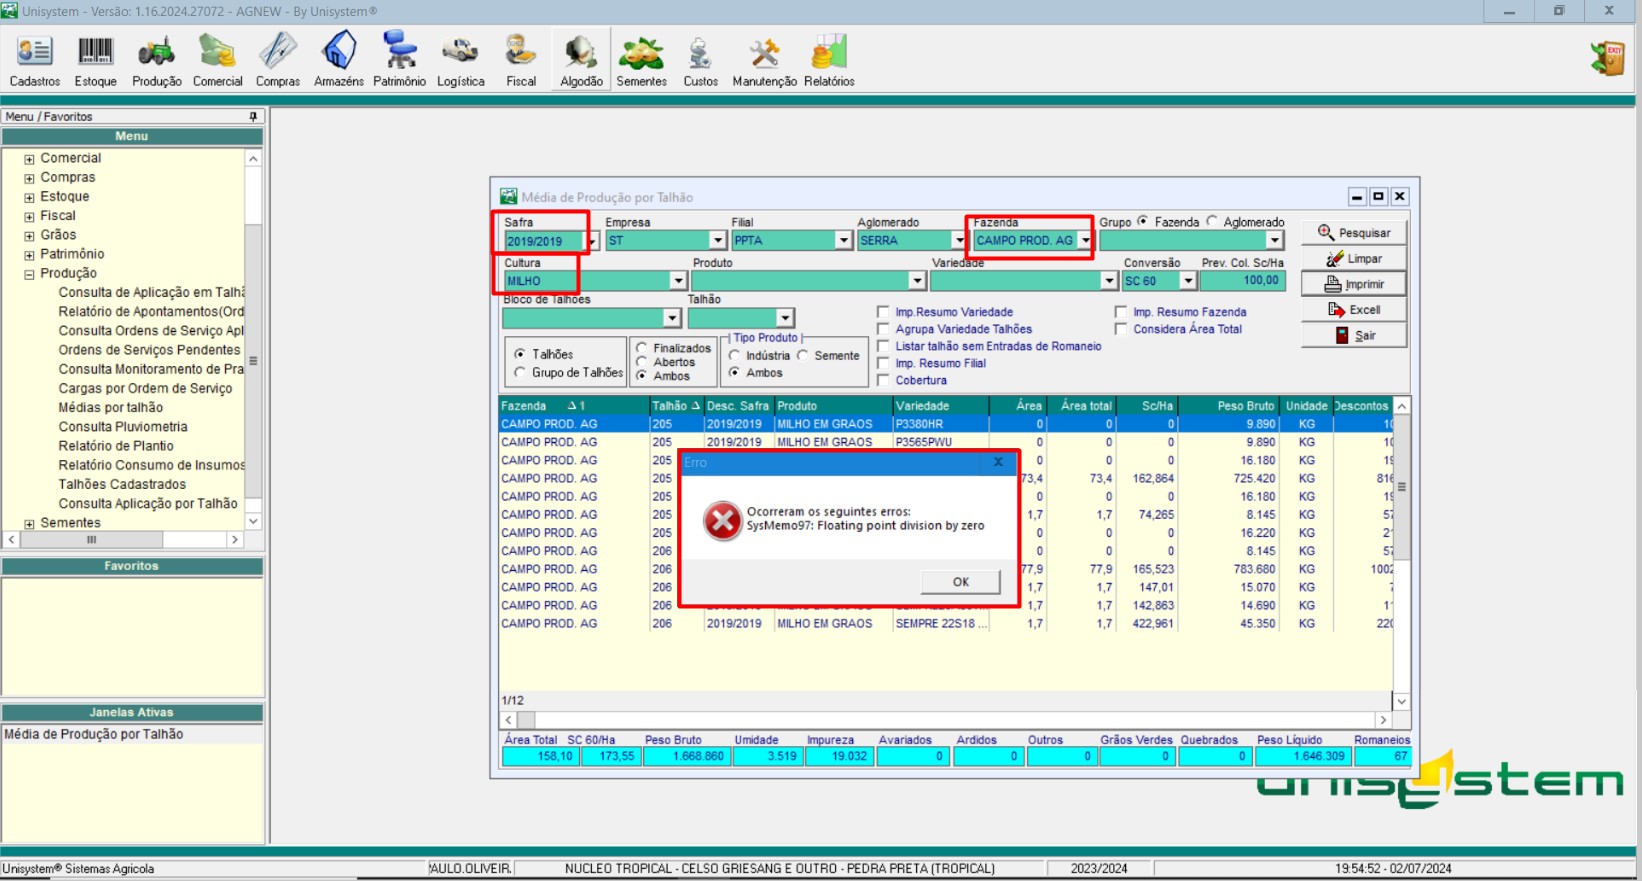 Unisystem - Versão: 1.16.2024.27072 - AGNEW - By Unisystem®
Cadastros Estoque Produção Comercial Compras Armazéns Patrimônio Logística Fiscal Algodão Sementes Custos Manutenção Relatórios
EXIT
Menu / Favoritos
Menu
Comercial
Compras
Estoque
Fiscal
Grãos
Patrimônio
Produção
Consulta de Aplicação em Talh
Relatório de Apontamentos(Ord
Consulta Ordens de Serviço Apl
Ordens de Serviços Pendentes
Consulta Monitoramento de Pra
Cargas por Ordem de Serviço
Médias por talhão
Consulta Pluviometria
Relatório de Plantio
Relatório Consumo de Insumos
Talhões Cadastrados
Consulta Aplicação por Talhão
Sementes
Favoritos
Janelas Ativas
Média de Produção por Talhão
Média de Produção por Talhão
Safra Empresa Filial Aglomerado Fazenda Grupo Fazenda Aglomerado
2019/2019 ST PPTA SERRA CAMPO PROD. AG
Cultura Produto Variedade Conversão Prev. Col. Sc/Ha
MILHO SC 60 100,00
Bloco de Talhoes Talhão
Pesquisar
Limpar
Imprimir
Excell
Sair
Talhões
Grupo de Talhões
Finalizados
Abertos
Ambos
Tipo Produto
Indústria Semente
Ambos
Imp.Resumo Variedade
Agrupa Variedade Talhões
Listar talhão sem Entradas de Romaneio
Imp. Resumo Filial
Cobertura
Imp. Resumo Fazenda
Considera Área Total
Fazenda 1 Talhão Desc. Safra Produto Variedade Área Área total Sc/Ha Peso Bruto Unidade Descontos
CAMPO PROD. AG 205 2019/2019 MILHO EM GRAOS P3380HR 0 0 0 9.890 KG 10
CAMPO PROD. AG 205 2019/2019 MILHO EM GRAOS P3565PWU 0 0 0 9.890 KG 10
CAMPO PROD. AG 205 0 0 0 16.180 KG 19
CAMPO PROD. AG 205 73,4 73,4 162,864 725.420 KG 816
CAMPO PROD. AG 205 0 0 0 16.180 KG 19
CAMPO PROD. AG 205 1,7 1,7 74,265 8.145 KG 57
CAMPO PROD. AG 205 0 0 0 16.220 KG 21
CAMPO PROD. AG 206 0 0 0 8.145 KG 57
CAMPO PROD. AG 206 77,9 77,9 165,523 783.680 KG 1002
CAMPO PROD. AG 206 1,7 1,7 147,01 15.070 KG 7
CAMPO PROD. AG 206 1,7 1,7 142,863 14.690 KG 11
CAMPO PROD. AG 206 2019/2019 MILHO EM GRAOS SEMPRE 22S18 ... 1,7 1,7 422,961 45.350 KG 220
Erro
Ocorreram os seguintes erros:
SysMemo97: Floating point division by zero
OK
1/12
Área Total SC 60/Ha Peso Bruto Umidade Impureza Avariados Ardidos Outros Grãos Verdes Quebrados Peso Líquido Romaneios
158,10 173,55 1.668.860 3.519 19.032 0 0 0 0 0 1.646.309 67
unisystem
Unisystem® Sistemas Agricola PAULO.OLIVEIR. NUCLEO TROPICAL - CELSO GRIESANG E OUTRO - PEDRA PRETA (TROPICAL) 2023/2024 19:54:52 - 02/07/2024